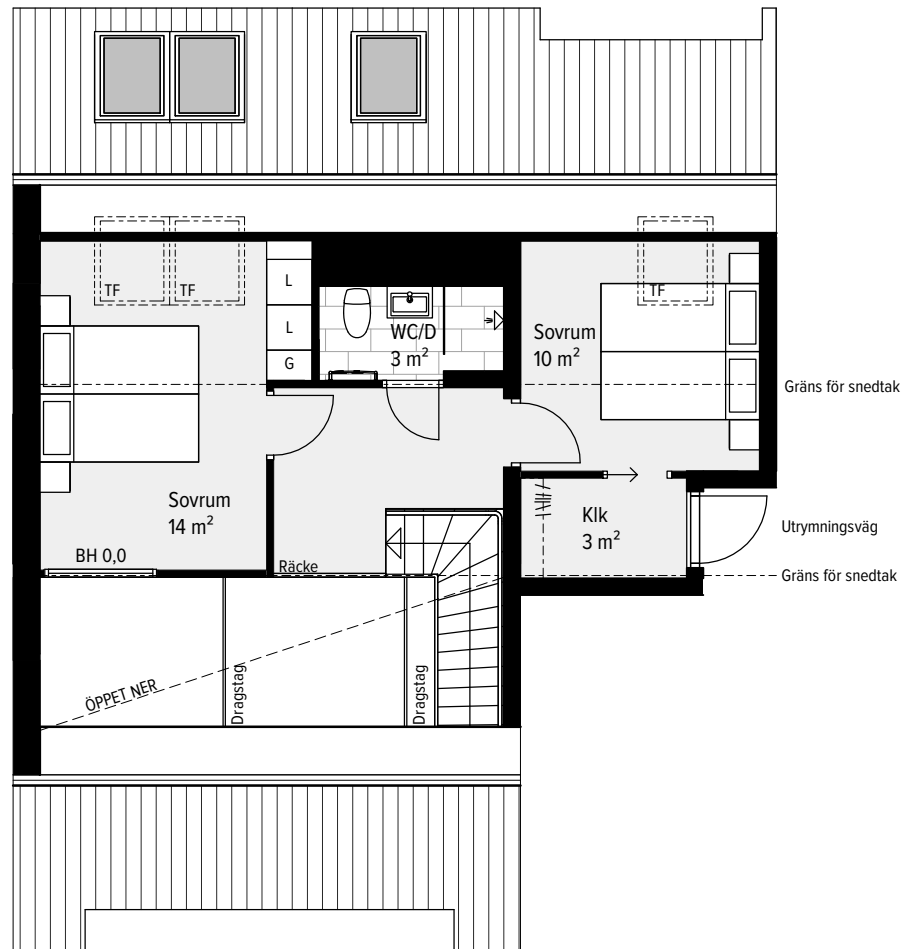 TF
TF
TF
L
L
G
WC/D
3 m²
Sovrum
10 m²
Gräns för snedtak
Sovrum
14 m²
Klk
3 m²
Utrymningsväg
BH 0,0
Räcke
Gräns för snedtak
ÖPPET NER
Dragstag
Dragstag